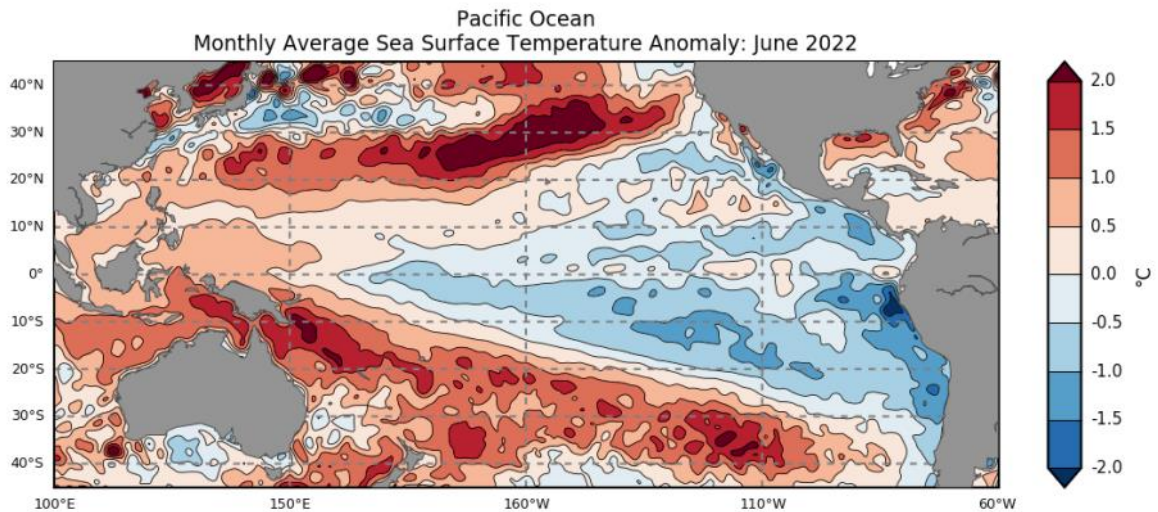 Pacific Ocean
Monthly Average Sea Surface Temperature Anomaly: June 2022
40°N
30°N
20°N
10°N
0°
10°S
20°S
30°S
40°S
100°E 150°E 160°W 110°W 60°W
2.0
1.5
1.0
0.5
0.0
-0.5
-1.0
-1.5
-2.0
°C